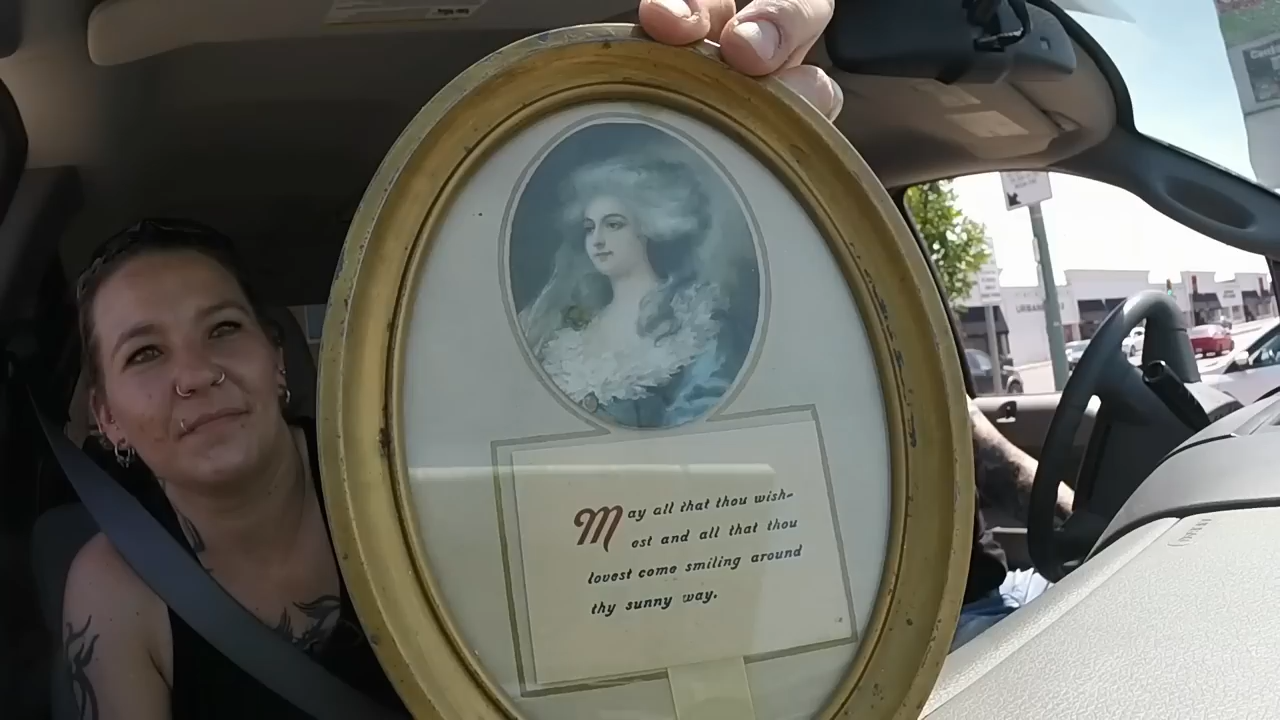 May all that thou wish-
est and all that thou
lovest come smiling around
thy sunny way.